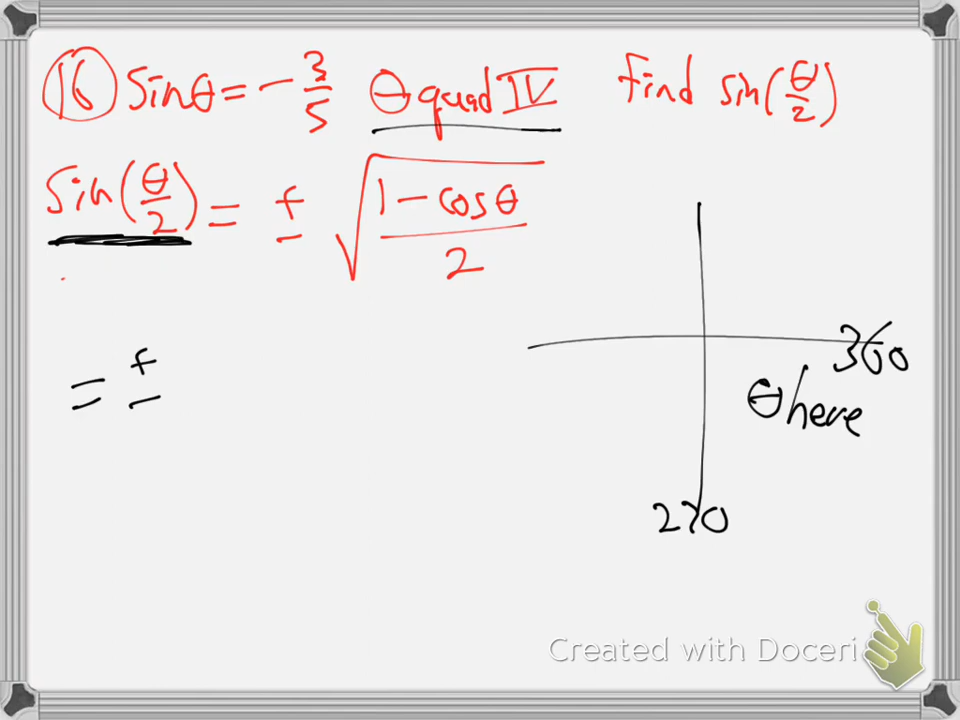 16 Sinθ = -3/5 θ quad IV Find sin(θ/2)
Sin(θ/2) = ± √((1-cosθ)/2)
360
= ±
θ here
270
Created with Doceri